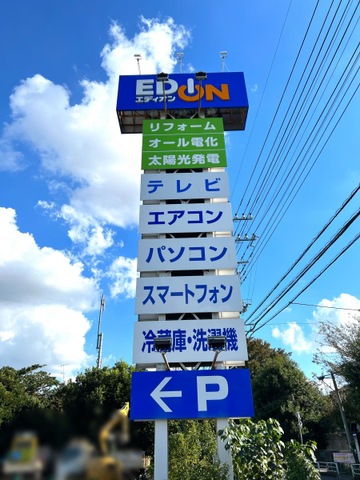 EDION
エディオン
リフォーム
オール電化
太陽光発電
テレビ
エアコン
パソコン
スマートフォン
冷蔵庫・洗濯機
←P